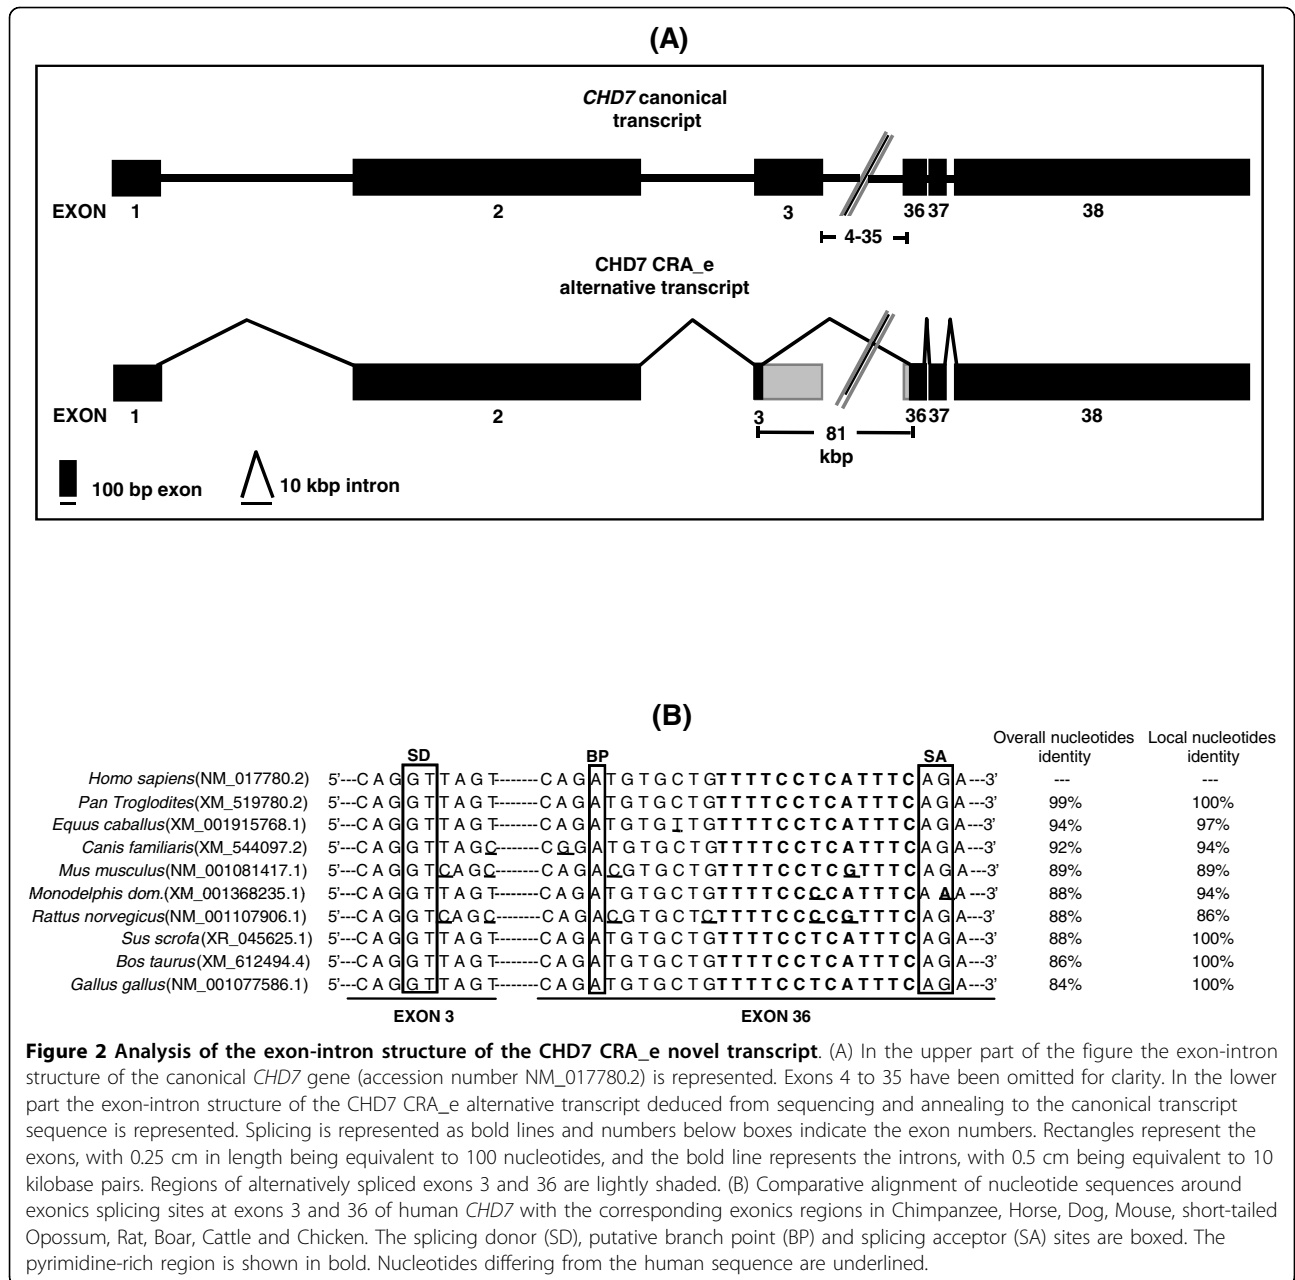 (A)
CHD7 canonical
transcript
EXON 1 2 3 36 37 38
4-35
CHD7 CRA_e
alternative transcript
EXON 1 2 3 36 37 38
81
kbp
100 bp exon 10 kbp intron
(B)
Overall nucleotides identity Local nucleotides identity
SD BP SA
Homo sapiens(NM_017780.2) 5'---C A G G T T A G T-------C A G A T G T G C T G T T T T C C T C A T T T C A G A---3' --- ---
Pan Troglodites(XM_519780.2) 5'---C A G G T T A G T-------C A G A T G T G C T G T T T T C C T C A T T T C A G A---3' 99% 100%
Equus caballus(XM_001915768.1) 5'---C A G G T T A G T-------C A G A T G T G T T G T T T T C C T C A T T T C A G A---3' 94% 97%
Canis familiaris(XM_544097.2) 5'---C A G G T T A G C-------C G G A T G T G C T G T T T T C C T C A T T T C A G A---3' 92% 94%
Mus musculus(NM_001081417.1) 5'---C A G G T C A G C-------C A G A C G T G C T G T T T T C C T C G T T T C A G A---3' 89% 89%
Monodelphis dom.(XM_001368235.1) 5'---C A G G T T A G T-------C A G A T G T G C T G T T T T C C C C A T T T C A A A---3' 88% 94%
Rattus norvegicus(NM_001107906.1) 5'---C A G G T C A G C-------C A G A C G T G C T C T T T T C C C C G T T T C A G A---3' 88% 86%
Sus scrofa(XR_045625.1) 5'---C A G G T T A G T-------C A G A T G T G C T G T T T T C C T C A T T T C A G A---3' 88% 100%
Bos taurus(XM_612494.4) 5'---C A G G T T A G T-------C A G A T G T G C T G T T T T C C T C A T T T C A G A---3' 86% 100%
Gallus gallus(NM_001077586.1) 5'---C A G G T T A G T-------C A G A T G T G C T G T T T T C C T C A T T T C A G A---3' 84% 100%
EXON 3 EXON 36
Figure 2 Analysis of the exon-intron structure of the CHD7 CRA_e novel transcript. (A) In the upper part of the figure the exon-intron
structure of the canonical CHD7 gene (accession number NM_017780.2) is represented. Exons 4 to 35 have been omitted for clarity. In the lower
part the exon-intron structure of the CHD7 CRA_e alternative transcript deduced from sequencing and annealing to the canonical transcript
sequence is represented. Splicing is represented as bold lines and numbers below boxes indicate the exon numbers. Rectangles represent the
exons, with 0.25 cm in length being equivalent to 100 nucleotides, and the bold line represents the introns, with 0.5 cm being equivalent to 10
kilobase pairs. Regions of alternatively spliced exons 3 and 36 are lightly shaded. (B) Comparative alignment of nucleotide sequences around
exonics splicing sites at exons 3 and 36 of human CHD7 with the corresponding exonics regions in Chimpanzee, Horse, Dog, Mouse, short-tailed
Opossum, Rat, Boar, Cattle and Chicken. The splicing donor (SD), putative branch point (BP) and splicing acceptor (SA) sites are boxed. The
pyrimidine-rich region is shown in bold. Nucleotides differing from the human sequence are underlined.